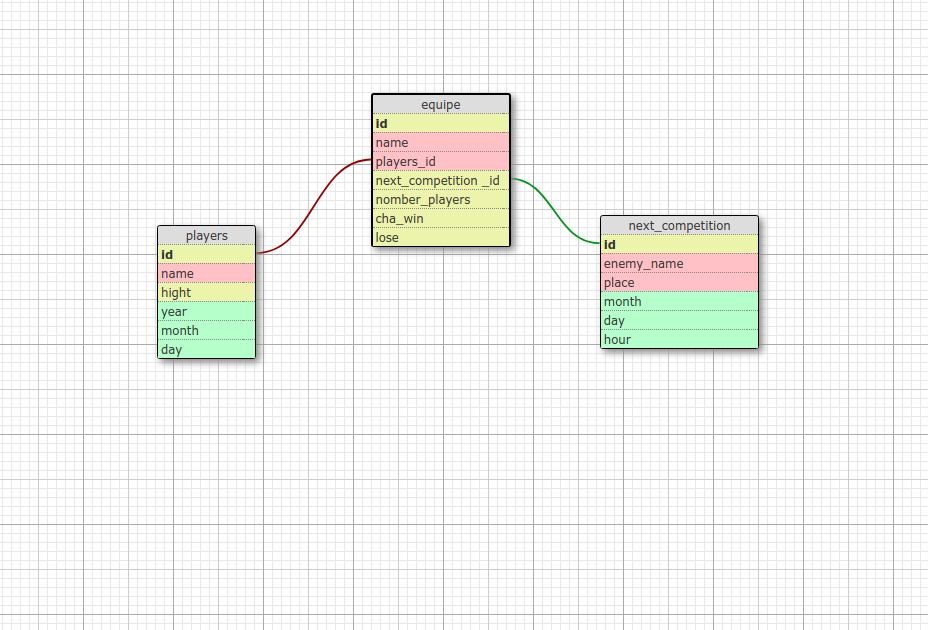 equipe
id
name
players_id
next_competition _id
nomber_players
cha_win
lose
players
id
name
hight
year
month
day
next_competition
id
enemy_name
place
month
day
hour